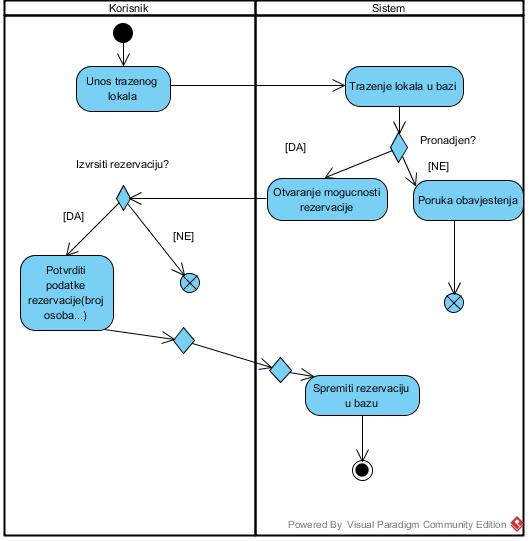 Korisnik
Sistem
Unos trazenog
lokala
Trazenje lokala u bazi
Pronadjen?
[DA]
[NE]
Izvrsiti rezervaciju?
Otvaranje mogucnosti
rezervacije
Poruka obavjestenja
[DA]
[NE]
Potvrditi
podatke
rezervacije(broj
osoba...)
Spremiti rezervaciju
u bazu
Powered By Visual Paradigm Community Edition